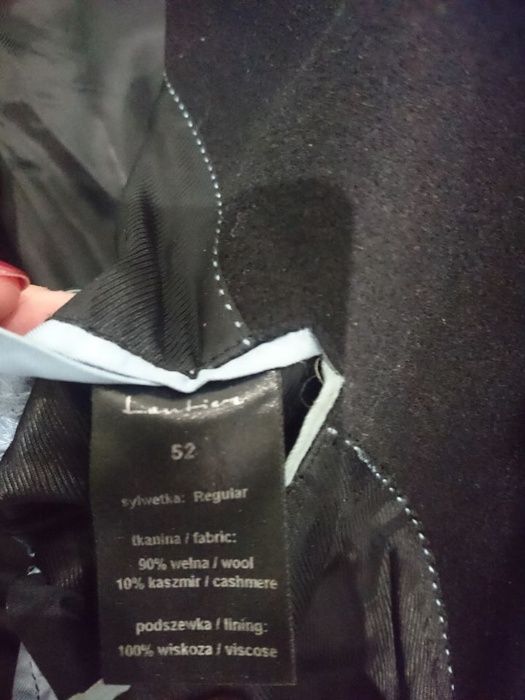 52
sylwetka: Regular
tkanina / fabric:
90% wełna / wool
10% kaszmir / cashmere
podszewka / lining:
100% wiskoza / viscose